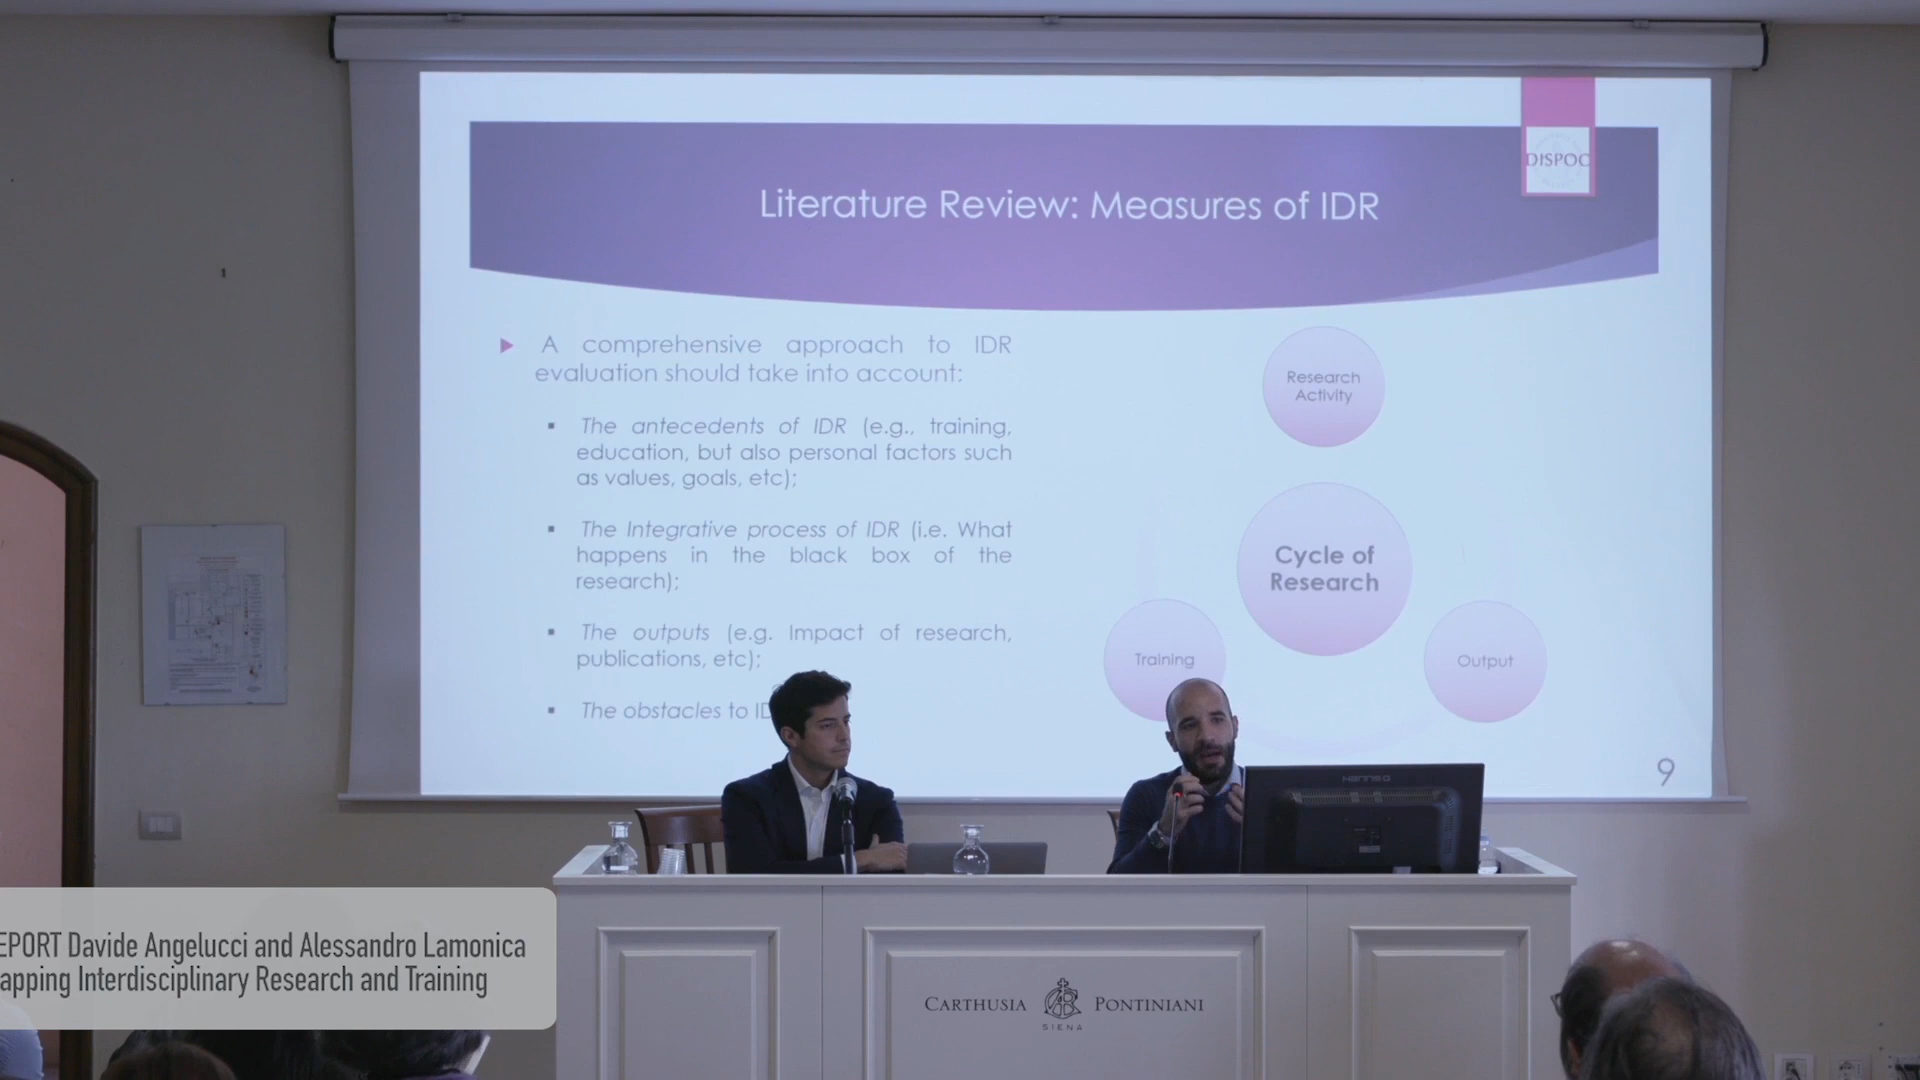 DISPOC
Literature Review: Measures of IDR
A comprehensive approach to IDR
evaluation should take into account:
The antecedents of IDR (e.g., training,
education, but also personal factors such
as values, goals, etc);
The Integrative process of IDR (i.e. What
happens in the black box of the
research);
The outputs (e.g. Impact of research,
publications, etc);
The obstacles to ID
Research
Activity
Cycle of
Research
Training
Output
9
HANNS-G
EPORT Davide Angelucci and Alessandro Lamonica
apping Interdisciplinary Research and Training
CARTHUSIA PONTINIANI
SIENA